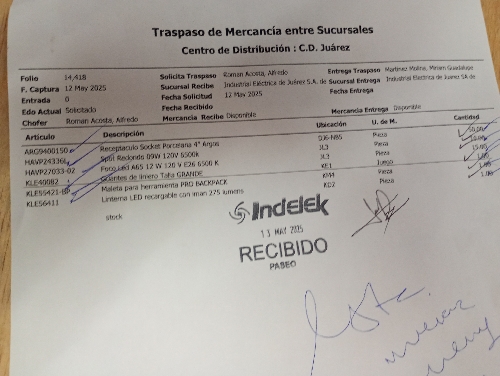 Traspaso de Mercancía entre Sucursales
Centro de Distribución : C.D. Juárez
Folio 14,418 Solicita Traspaso Roman Acosta, Alfredo Entrega Traspaso Martinez Molina, Miriam Guadalupe
F. Captura 12 May 2025 Sucursal Recibe Industrial Eléctrica de Juárez S.A. de Sucursal Entrega Industrial Eléctrica de Juárez SA de
Entrada 0 Fecha Solicitud 12 May 2025 Fecha Entrega
Edo Actual Solicitado Fecha Recibido
Chofer Roman Acosta, Alfredo Mercancía Recibe Disponible Mercancía Entrega Disponible
Artículo Descripción Ubicación U. de M. Cantidad
ARG9400150 Receptaculo Socket Porcelana 4" Argos Pieza
HAVP24336L Spot Redondo 09W 120V 6500k JL3 Pieza
HAVP27033-02 Foco Led A65 12 W 120 V E26 6500 K JL3 Pieza
KLE40082 Guantes de liniero Talla GRANDE KE1 Juego
KLE55421-BP Maleta para herramienta PRO BACKPACK KM4 Pieza
KLE56411 Linterna LED recargable con iman 275 lumens KD2 Pieza
stock
Indelek
13 MAY 2025
RECIBIDO
PASEO